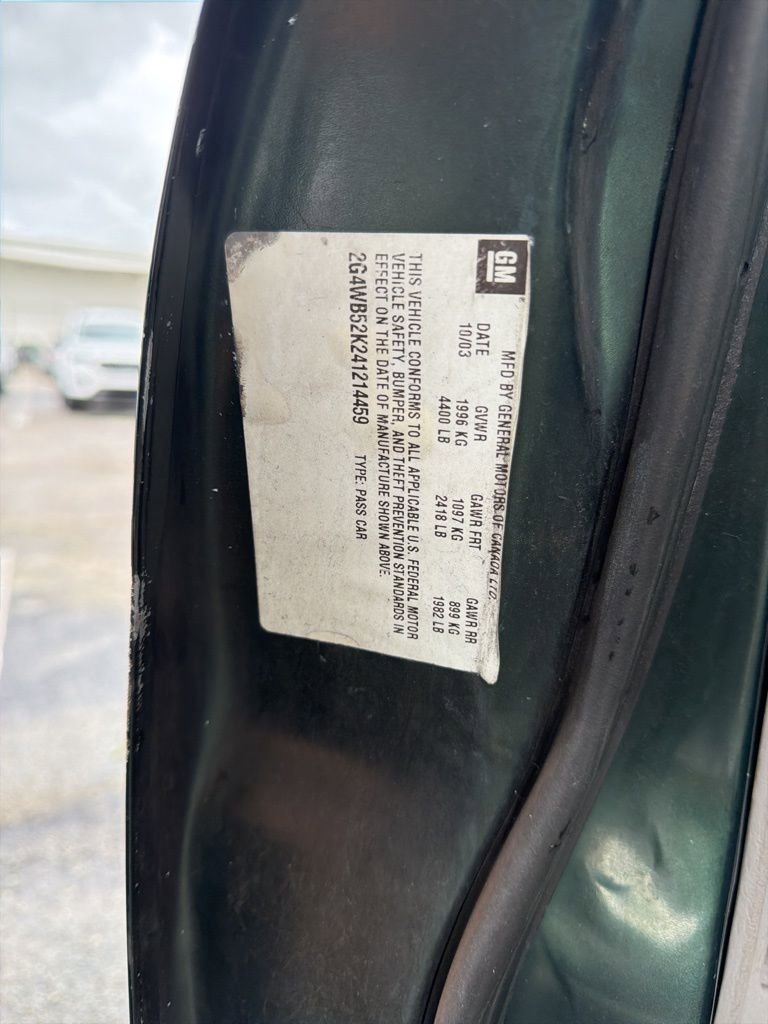 GM
MFD BY GENERAL MOTORS OF CANADA LTD.
DATE GVWR GAWR FRT GAWR RR
10/03 1996 KG 1097 KG 899 KG
4400 LB 2418 LB 1982 LB
THIS VEHICLE CONFORMS TO ALL APPLICABLE U.S. FEDERAL MOTOR
VEHICLE SAFETY, BUMPER, AND THEFT PREVENTION STANDARDS IN
EFFECT ON THE DATE OF MANUFACTURE SHOWN ABOVE.
2G4WB52K241214459 TYPE: PASS CAR